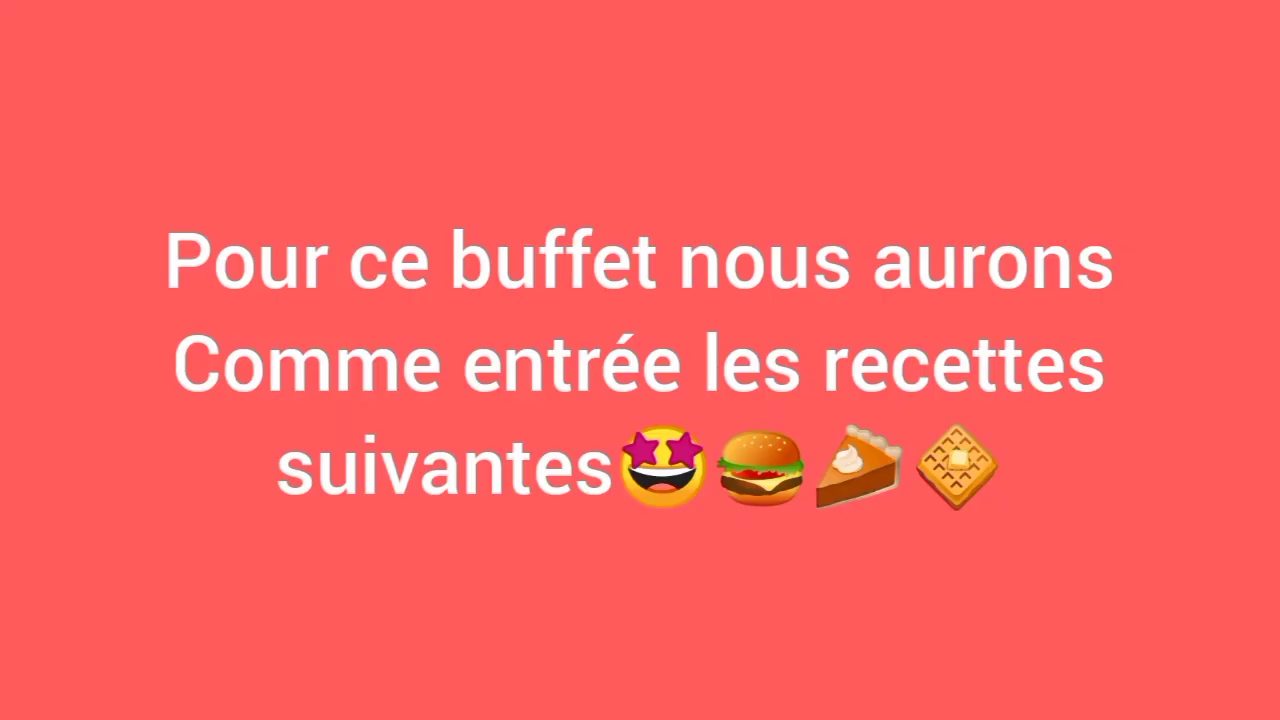 Pour ce buffet nous aurons
Comme entrée les recettes
suivantes🤩🍔🥧🧇